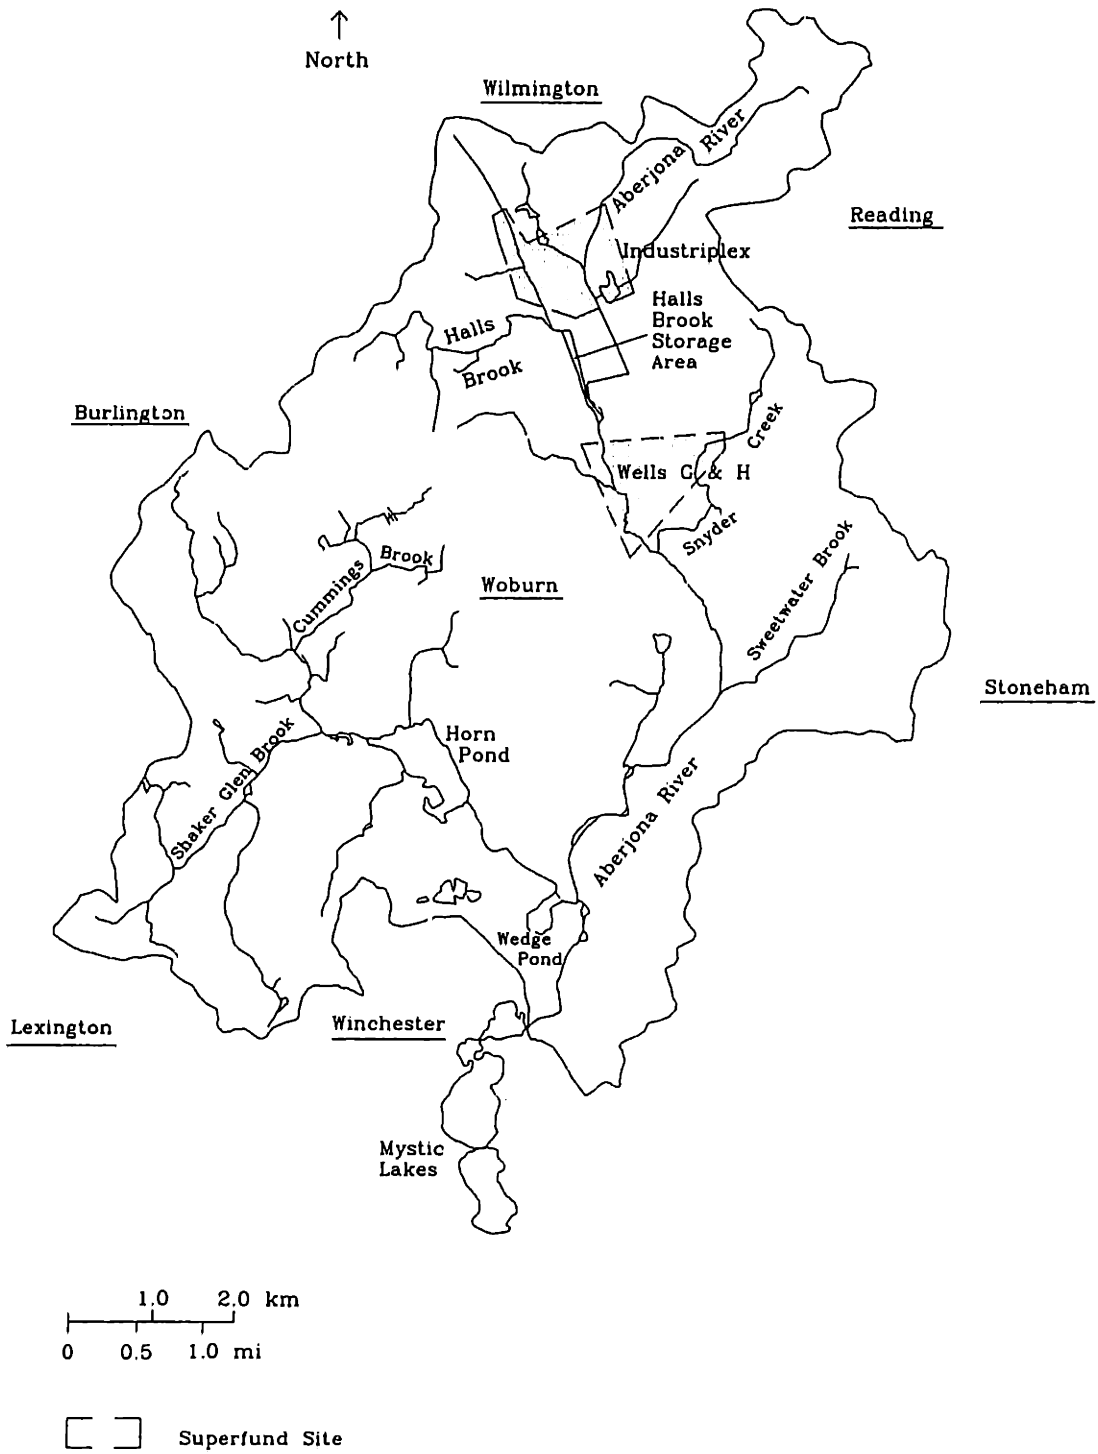 North
Wilmington
Aberjona River
Reading
Industriplex
Halls
Brook
Storage
Area
Halls
Brook
Burlington
Creek
Wells G & H
Snyder
Sweetwater Brook
Cummings
Brook
Woburn
Stoneham
Horn
Pond
Shaker Glen Brook
Aberjona River
Wedge
Pond
Lexington
Winchester
Mystic
Lakes
1.0 2.0 km
0 0.5 1.0 mi
Superfund Site